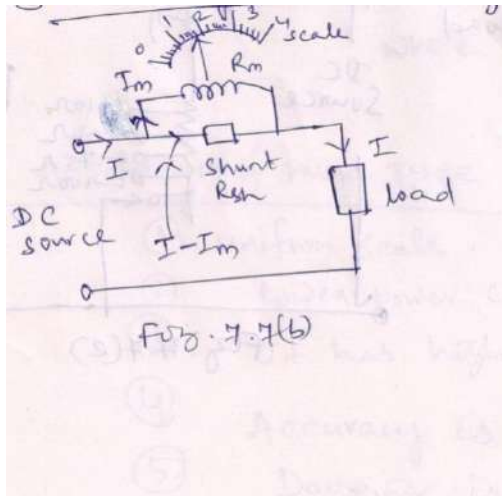 0 1 2 3 4 scale
Im
Rm
I
Shunt
Rsh
I
load
DC
source
I-Im
Fig. 7.7(b)